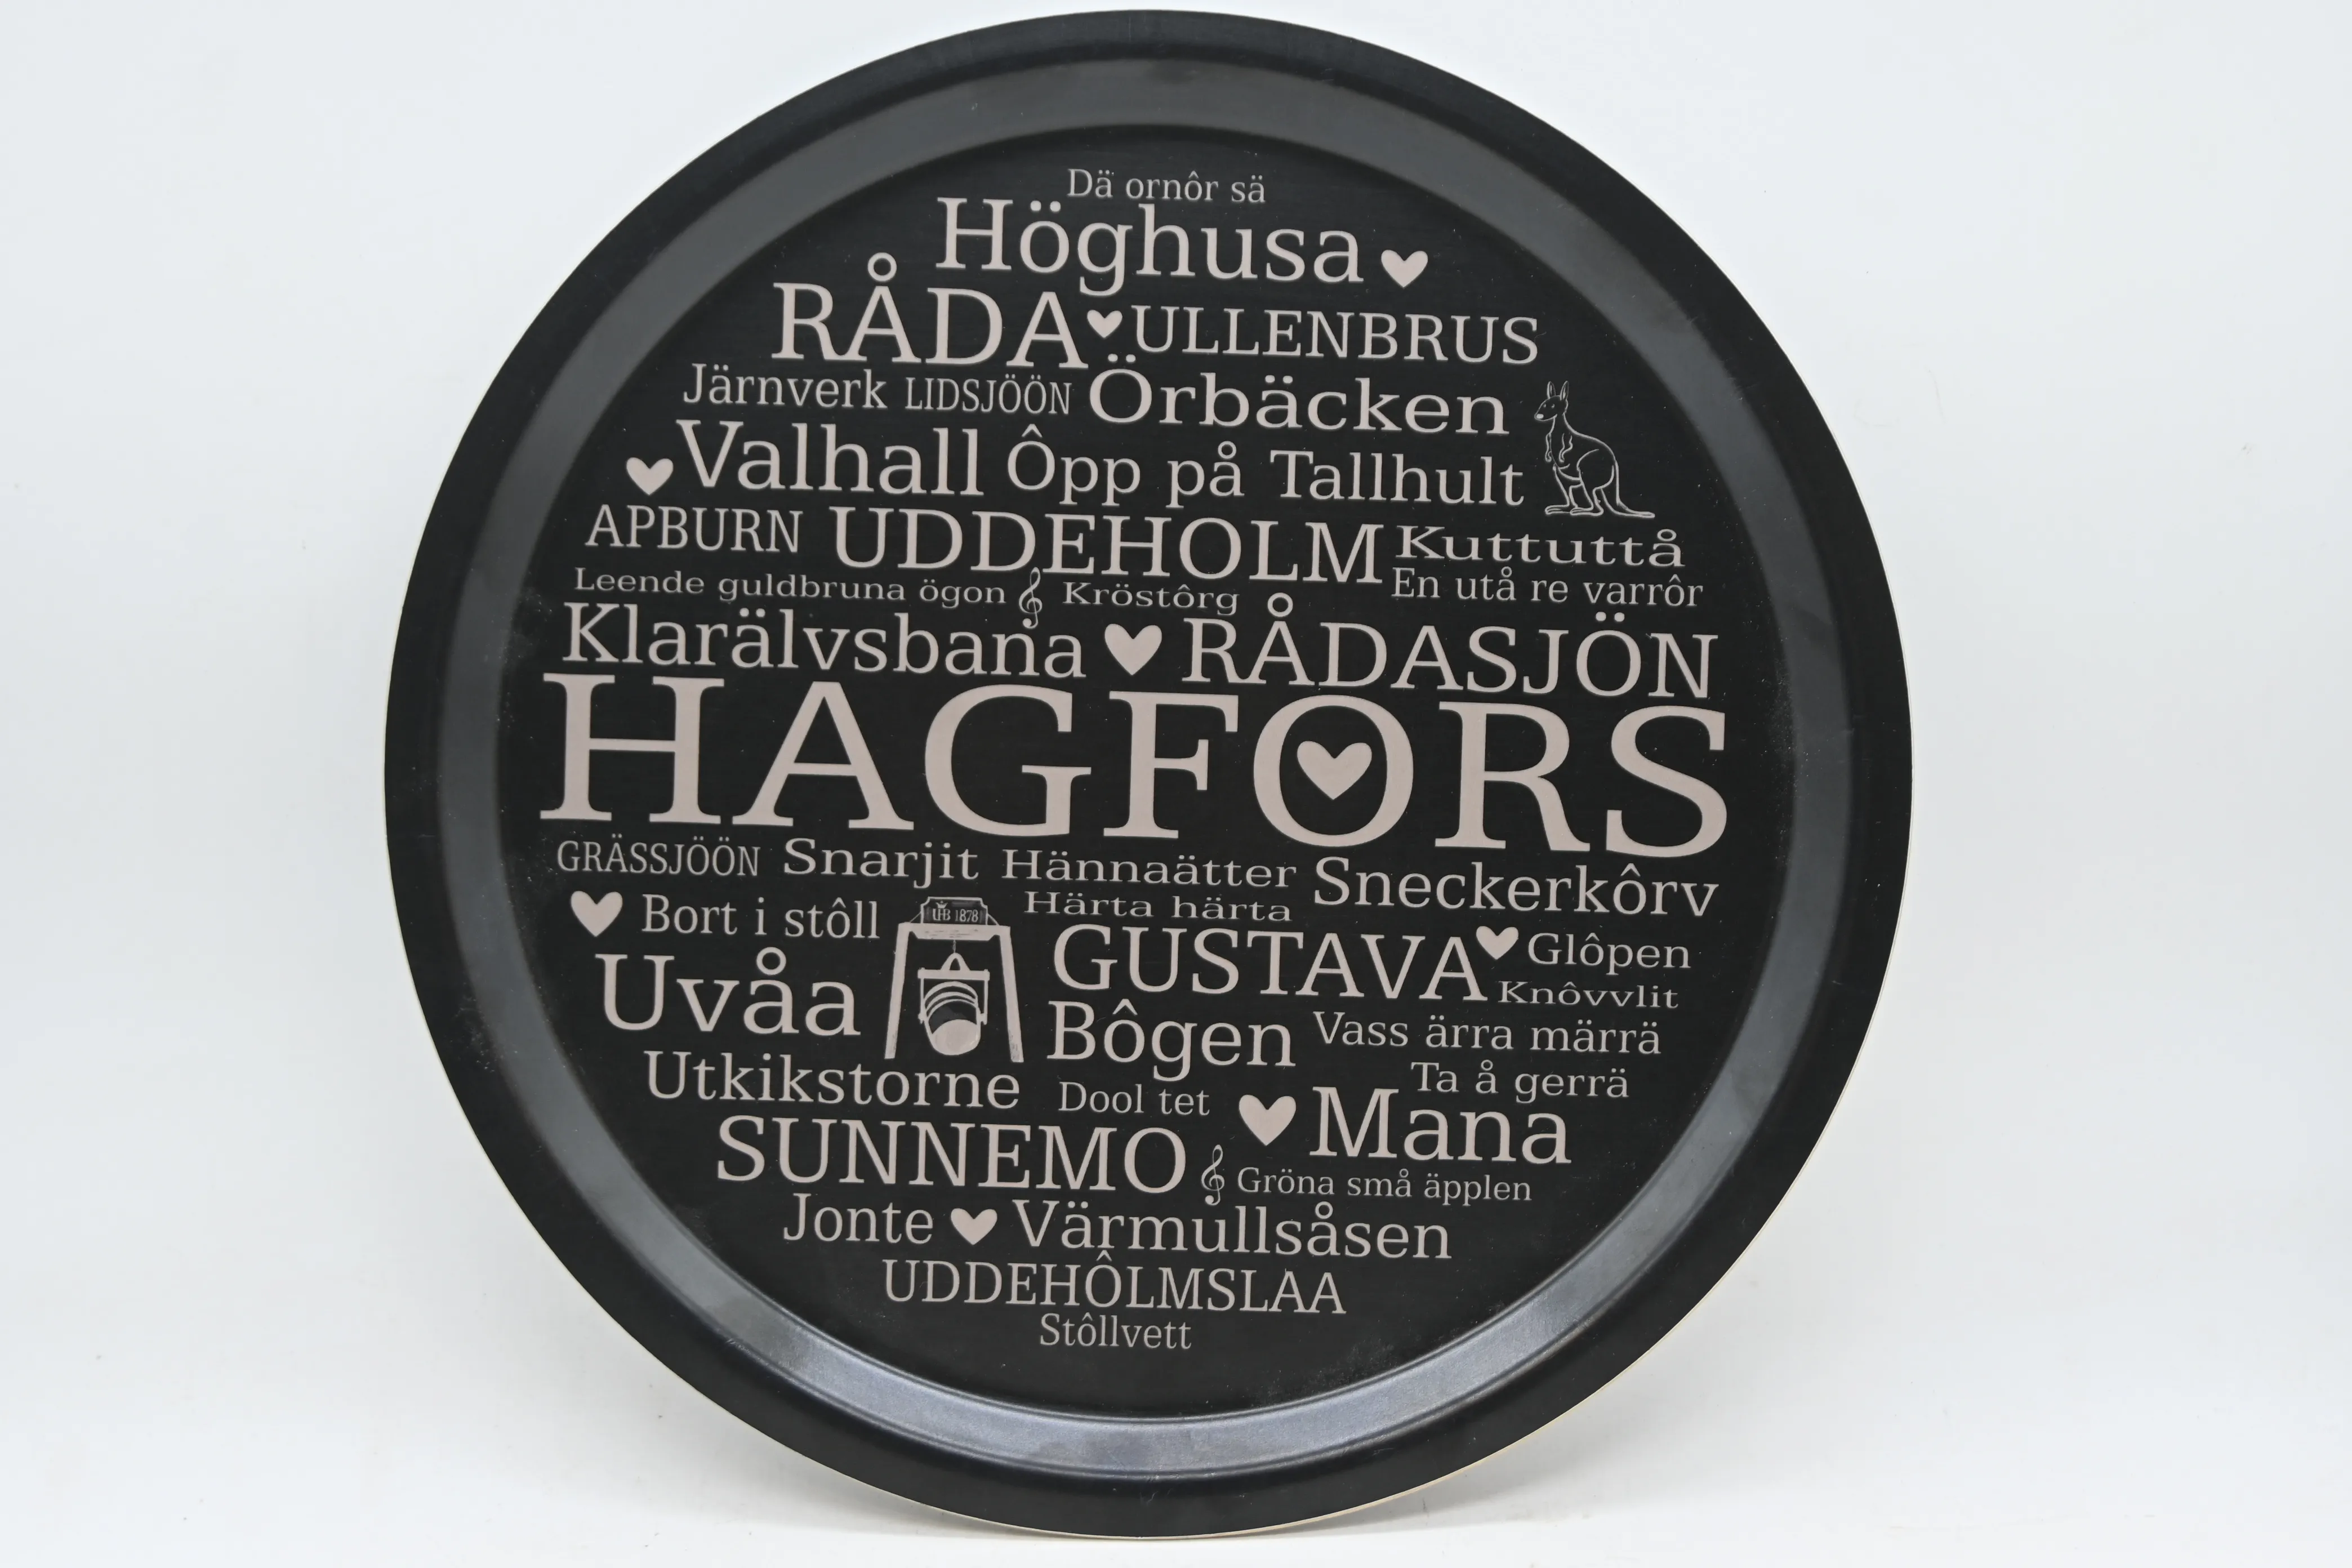 Dä ornôr sä
Höghusa
RÅDA ULLENBRUS
Järnverk LIDSJÖÖN Örbäcken
Valhall Ôpp på Tallhult
APBURN UDDEHOLM Kuttuttå
Leende guldbruna ögon Kröstôrg En utå re varrôr
Klarälvsbana RÅDASJÖN
HAGFORS
GRÄSSJÖÖN Snarjit Hännaätter Sneckerkôrv
Bort i stôll UHB 1878 Härta härta
Uvåa GUSTAVA Glôpen
Knôvvlit
Bôgen Vass ärra märrä
Utkikstorne Dool tet Ta å gerrä
Mana
SUNNEMO Gröna små äpplen
Jonte Värmullsåsen
UDDEHÔLMSLAA
Stôllvett